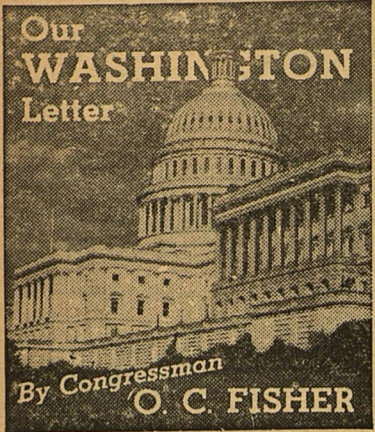 Our
WASHINGTON
Letter
By Congressman
O. C. FISHER